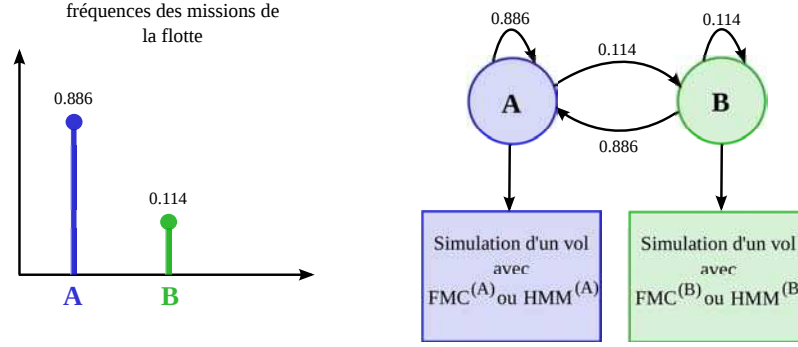 fréquences des missions de
la flotte
0.886
0.114
A
B
0.886
0.114
0.114
A
B
0.886
Simulation d'un vol
avec
FMC(A) ou HMM(A)
Simulation d'un vol
avec
FMC(B) ou HMM(B